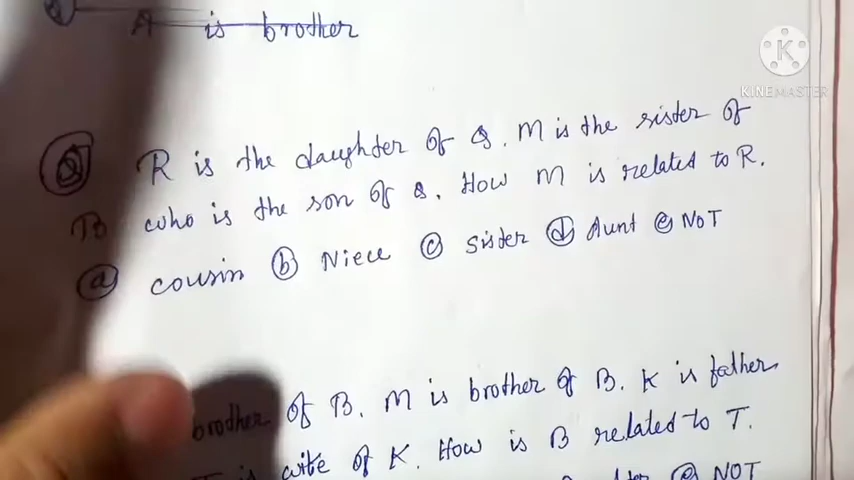 A is brother
K
KINEMASTER
Q R is the daughter of Q. M is the sister of
B who is the son of Q. How M is related to R.
a cousin b Niece c sister d Aunt e NOT
brother of B. M is brother of B. K is father
is wife of K. How is B related to T.
e NOT